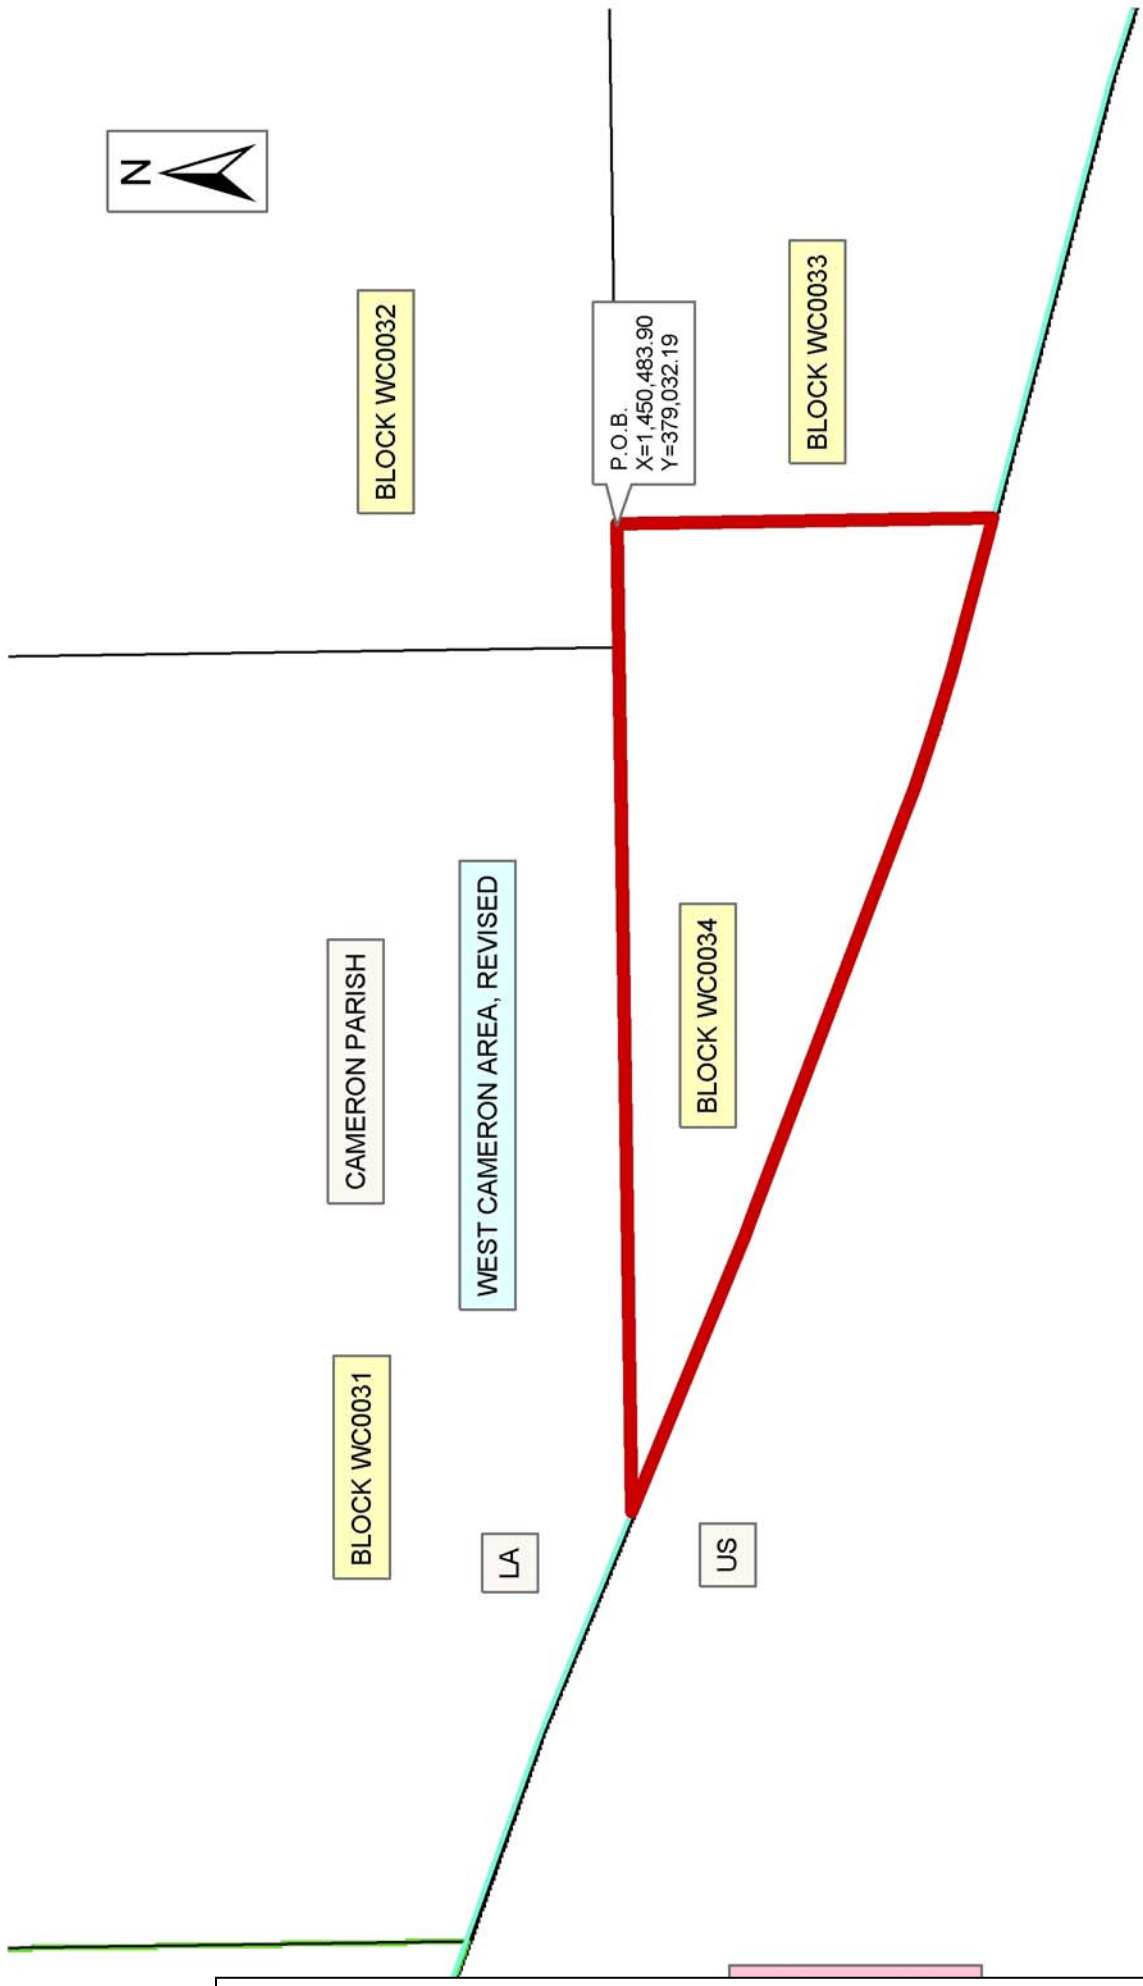 N
BLOCK WC0032
P.O.B.
X=1,450,483.90
Y=379,032.19
BLOCK WC0033
CAMERON PARISH
WEST CAMERON AREA, REVISED
BLOCK WC0034
BLOCK WC0031
LA
US